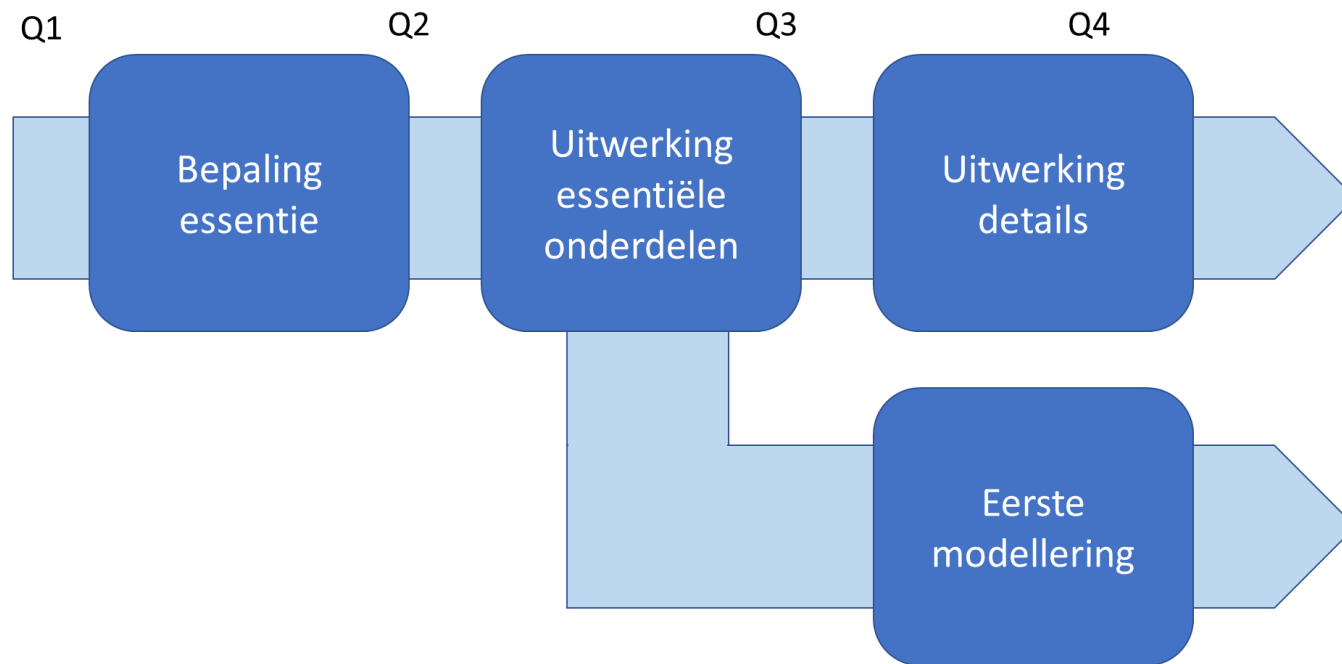 Q1
Q2
Q3
Q4
Bepaling
essentie
Uitwerking
essentiële
onderdelen
Uitwerking
details
Eerste
modellering